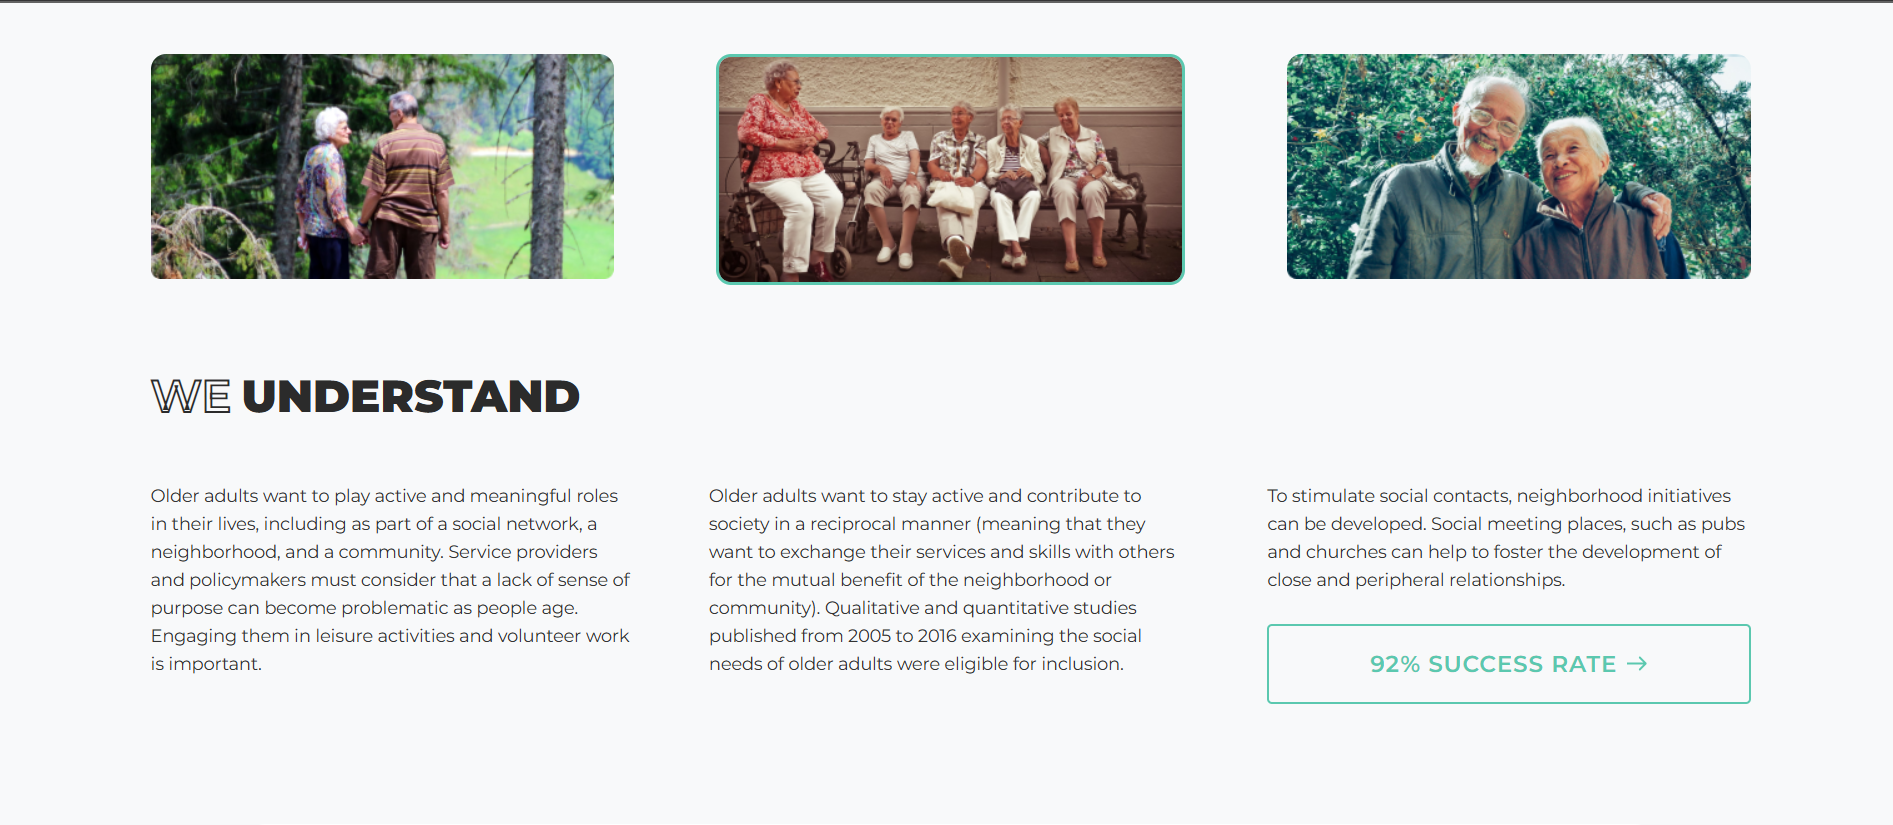 WE UNDERSTAND
Older adults want to play active and meaningful roles
in their lives, including as part of a social network, a
neighborhood, and a community. Service providers
and policymakers must consider that a lack of sense of
purpose can become problematic as people age.
Engaging them in leisure activities and volunteer work
is important.
Older adults want to stay active and contribute to
society in a reciprocal manner (meaning that they
want to exchange their services and skills with others
for the mutual benefit of the neighborhood or
community). Qualitative and quantitative studies
published from 2005 to 2016 examining the social
needs of older adults were eligible for inclusion.
To stimulate social contacts, neighborhood initiatives
can be developed. Social meeting places, such as pubs
and churches can help to foster the development of
close and peripheral relationships.
92% SUCCESS RATE →